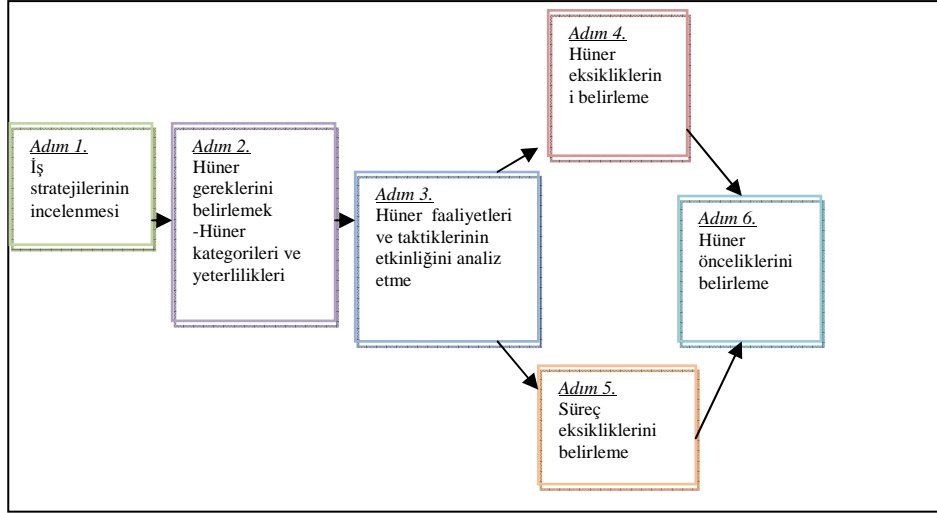 Adım 1.
İş
stratejilerinin
incelenmesi
Adım 2.
Hüner
gereklerini
belirlemek
-Hüner
kategorileri ve
yeterlilikleri
Adım 3.
Hüner faaliyetleri
ve taktiklerinin
etkinliğini analiz
etme
Adım 4.
Hüner
eksikliklerin
i belirleme
Adım 5.
Süreç
eksikliklerini
belirleme
Adım 6.
Hüner
önceliklerini
belirleme